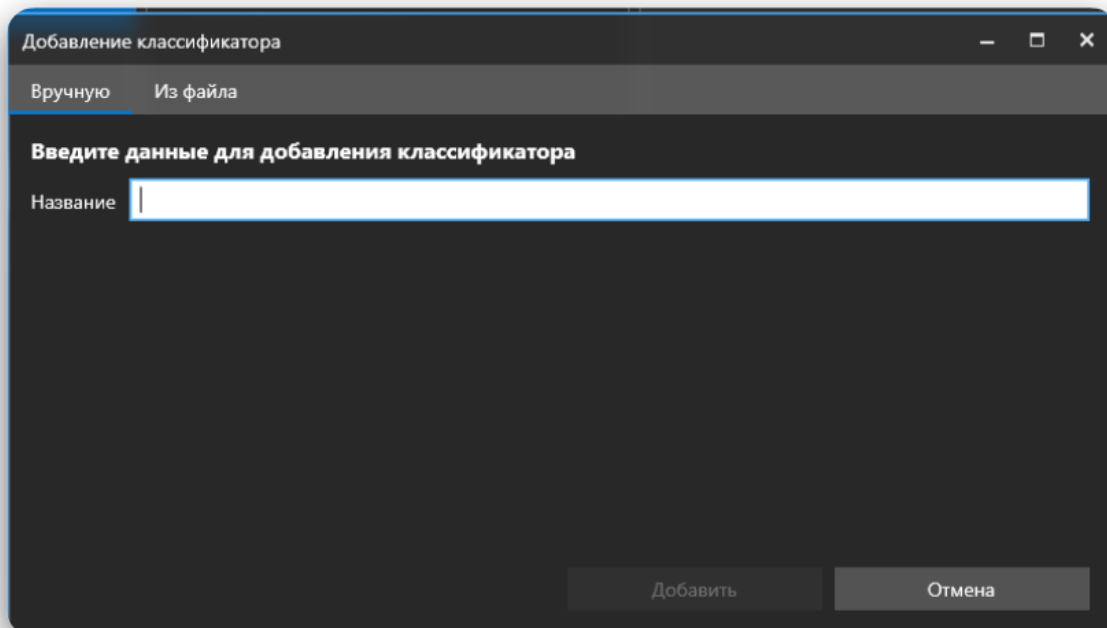 Добавление классификатора
Вручную Из файла
Введите данные для добавления классификатора
Название
Добавить Отмена